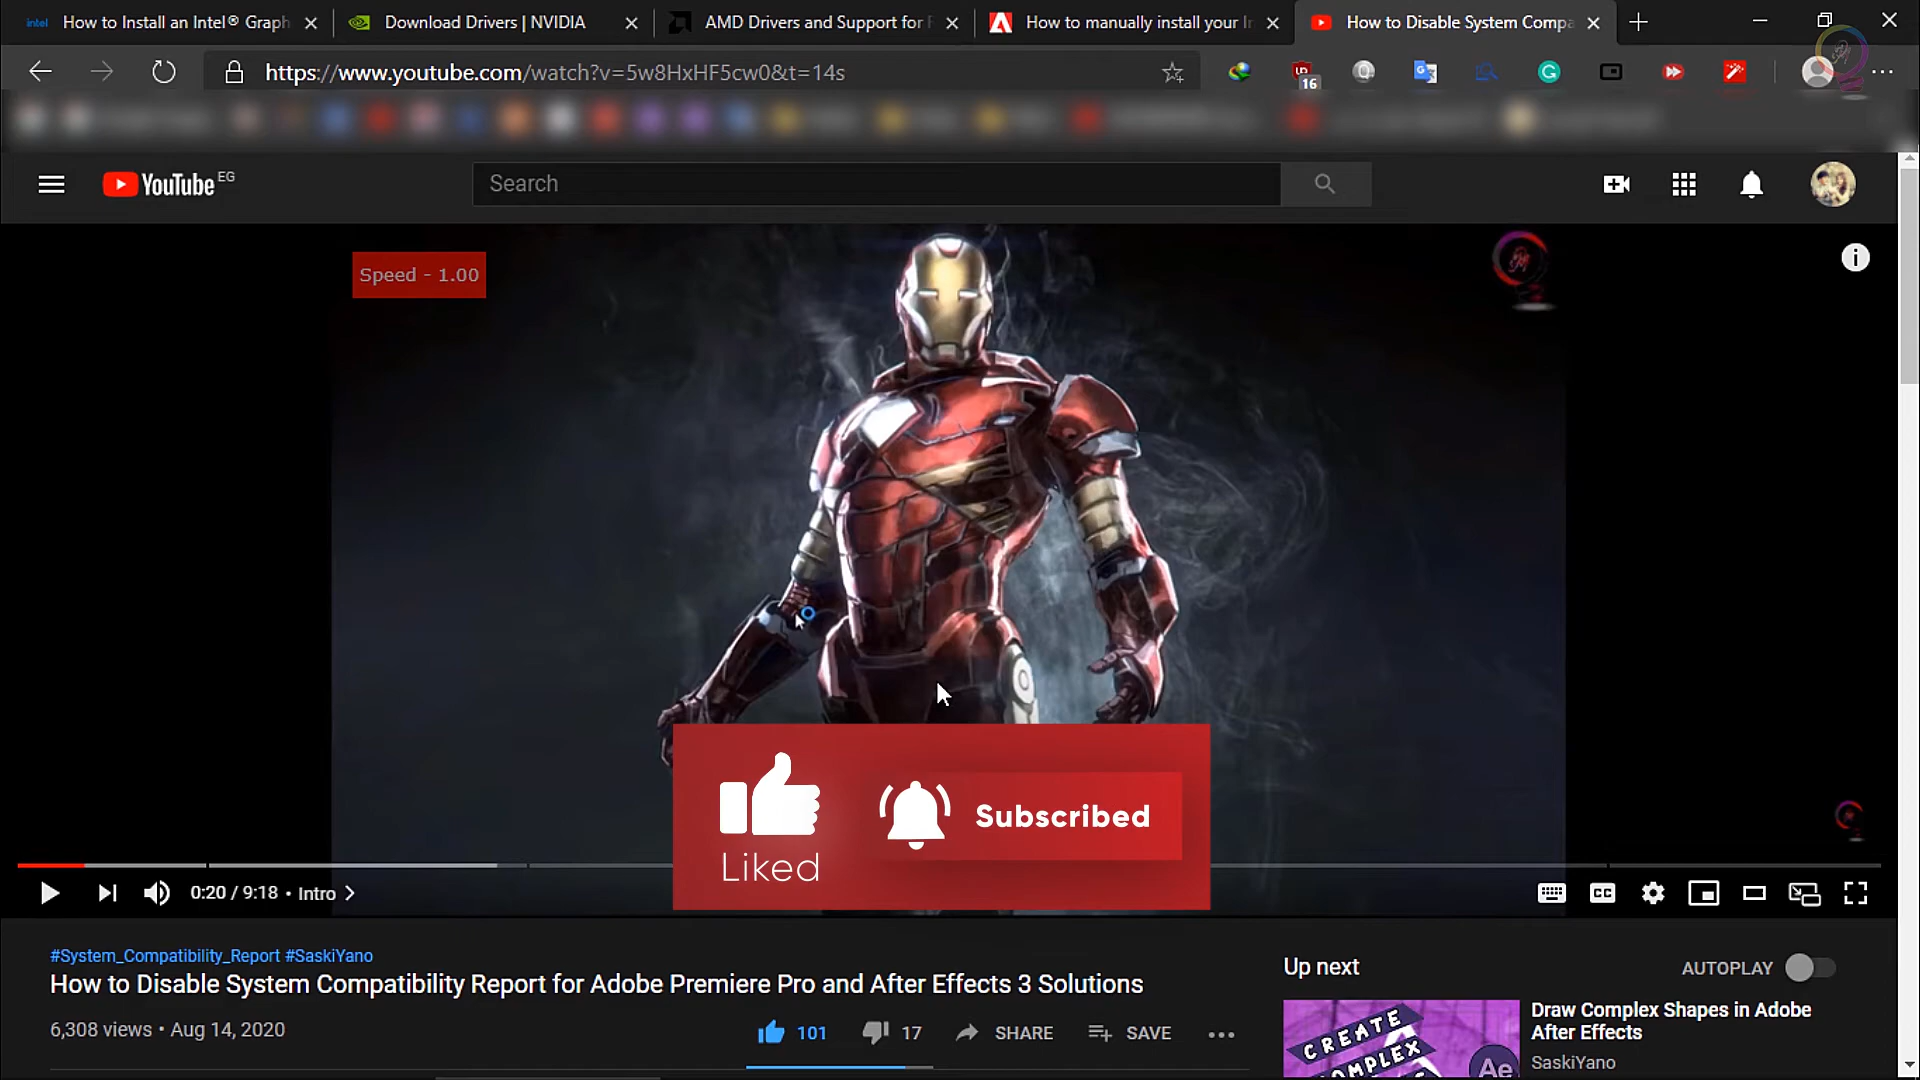 intel How to Install an Intel® Graph
Download Drivers | NVIDIA
AMD Drivers and Support for
How to manually install your
How to Disable System Compa
https://www.youtube.com/watch?v=5w8HxHF5cw0&t=14s
16
YouTube EG
Search
Speed - 1.00
Liked
Subscribed
0:20 / 9:18 • Intro
CC
#System_Compatibility_Report #SaskiYano
How to Disable System Compatibility Report for Adobe Premiere Pro and After Effects 3 Solutions
6,308 views • Aug 14, 2020
101
17
SHARE
SAVE
Up next
AUTOPLAY
CREATE
Ae
Draw Complex Shapes in Adobe
After Effects
SaskiYano